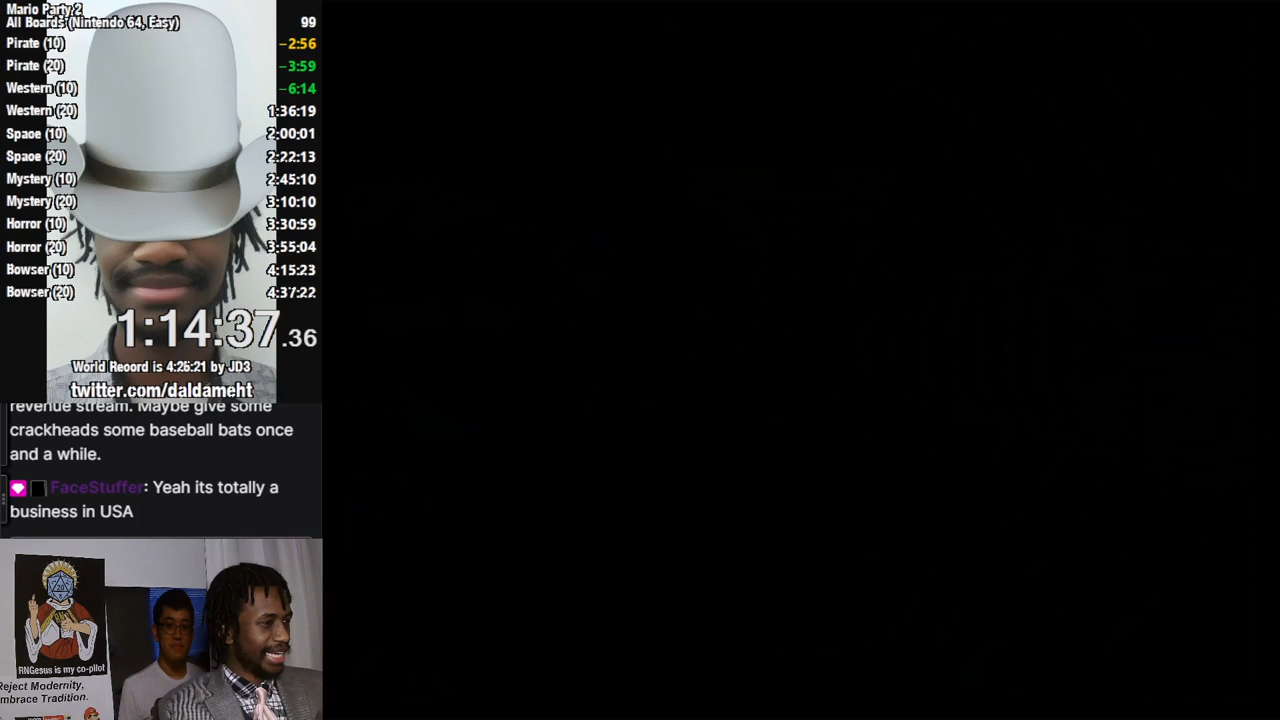 Mario Party 2
All Boards (Nintendo 64, Easy) 99
Pirate (10) −2:56
Pirate (20) −3:59
Western (10) −6:14
Western (20) 1:36:19
Space (10) 2:00:01
Space (20) 2:22:13
Mystery (10) 2:45:10
Mystery (20) 3:10:10
Horror (10) 3:30:59
Horror (20) 3:55:04
Bowser (10) 4:15:23
Bowser (20) 4:37:22
1:14:37.36
World Record is 4:26:21 by JD3
twitter.com/daldameht
revenue stream. Maybe give some
crackheads some baseball bats once
and a while.
FaceStuffer: Yeah its totally a
business in USA
RNGesus is my co-pilot
Reject Modernity,
mbrace Tradition.